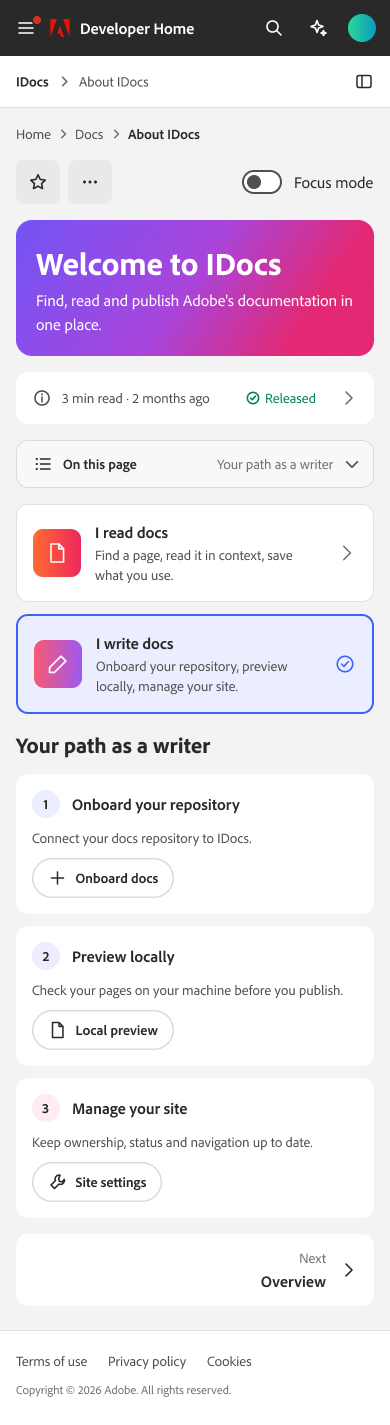 Developer Home
IDocs > About IDocs
Home > Docs > About IDocs
Focus mode
Welcome to IDocs
Find, read and publish Adobe's documentation in
one place.
3 min read · 2 months ago
Released
On this page
Your path as a writer
I read docs
Find a page, read it in context, save
what you use.
I write docs
Onboard your repository, preview
locally, manage your site.
Your path as a writer
1 Onboard your repository
Connect your docs repository to IDocs.
Onboard docs
2 Preview locally
Check your pages on your machine before you publish.
Local preview
3 Manage your site
Keep ownership, status and navigation up to date.
Site settings
Next
Overview
Terms of use Privacy policy Cookies
Copyright © 2026 Adobe. All rights reserved.